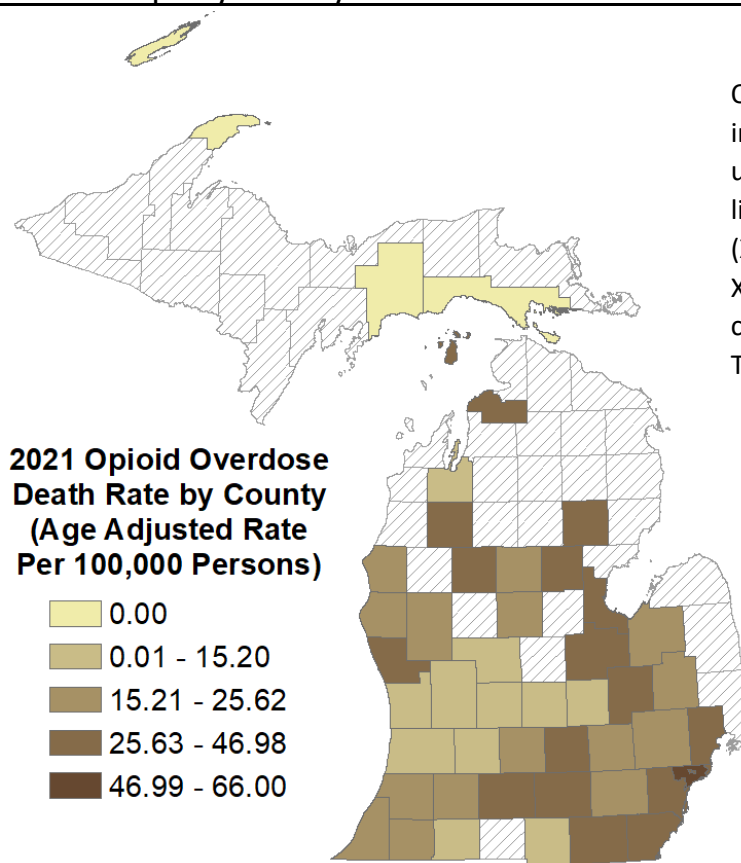 2021 Opioid Overdose
Death Rate by County
(Age Adjusted Rate
Per 100,000 Persons)
0.00
0.01 - 15.20
15.21 - 25.62
25.63 - 46.98
46.99 - 66.00